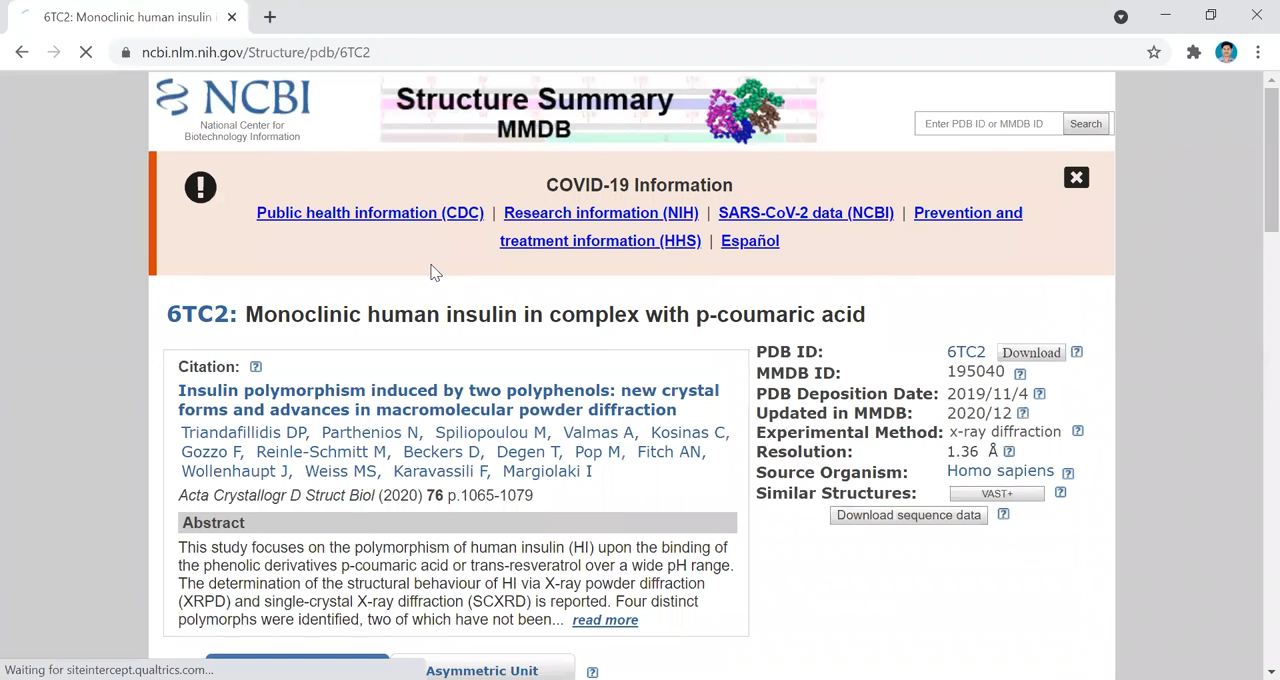 6TC2: Monoclinic human insulin
ncbi.nlm.nih.gov/Structure/pdb/6TC2
NCBI
National Center for
Biotechnology Information
Structure Summary
MMDB
Enter PDB ID or MMDB ID Search
COVID-19 Information
Public health information (CDC) | Research information (NIH) | SARS-CoV-2 data (NCBI) | Prevention and
treatment information (HHS) | Español
6TC2: Monoclinic human insulin in complex with p-coumaric acid
Citation: ?
Insulin polymorphism induced by two polyphenols: new crystal
forms and advances in macromolecular powder diffraction
Triandafillidis DP, Parthenios N, Spiliopoulou M, Valmas A, Kosinas C,
Gozzo F, Reinle-Schmitt M, Beckers D, Degen T, Pop M, Fitch AN,
Wollenhaupt J, Weiss MS, Karavassili F, Margiolaki I
Acta Crystallogr D Struct Biol (2020) 76 p.1065-1079
Abstract
This study focuses on the polymorphism of human insulin (HI) upon the binding of
the phenolic derivatives p-coumaric acid or trans-resveratrol over a wide pH range.
The determination of the structural behaviour of HI via X-ray powder diffraction
(XRPD) and single-crystal X-ray diffraction (SCXRD) is reported. Four distinct
polymorphs were identified, two of which have not been... read more
PDB ID: 6TC2 Download ?
MMDB ID: 195040 ?
PDB Deposition Date: 2019/11/4 ?
Updated in MMDB: 2020/12 ?
Experimental Method: x-ray diffraction ?
Resolution: 1.36 Å ?
Source Organism: Homo sapiens ?
Similar Structures: VAST+ ?
Download sequence data ?
Asymmetric Unit ?
Waiting for siteintercept.qualtrics.com...